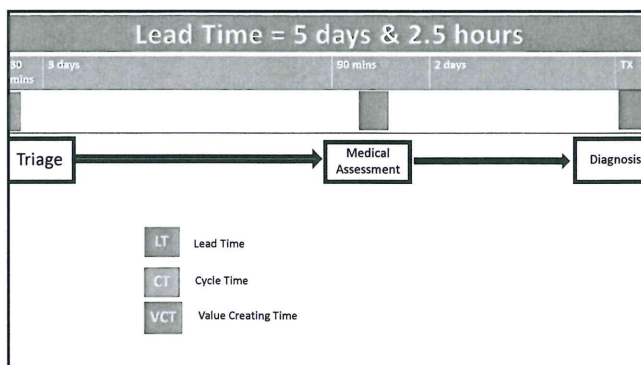 Lead Time = 5 days & 2.5 hours
30 mins
3 days
90 mins
2 days
TX
Triage
Medical Assessment
Diagnosis
LT
Lead Time
CT
Cycle Time
VCT
Value Creating Time